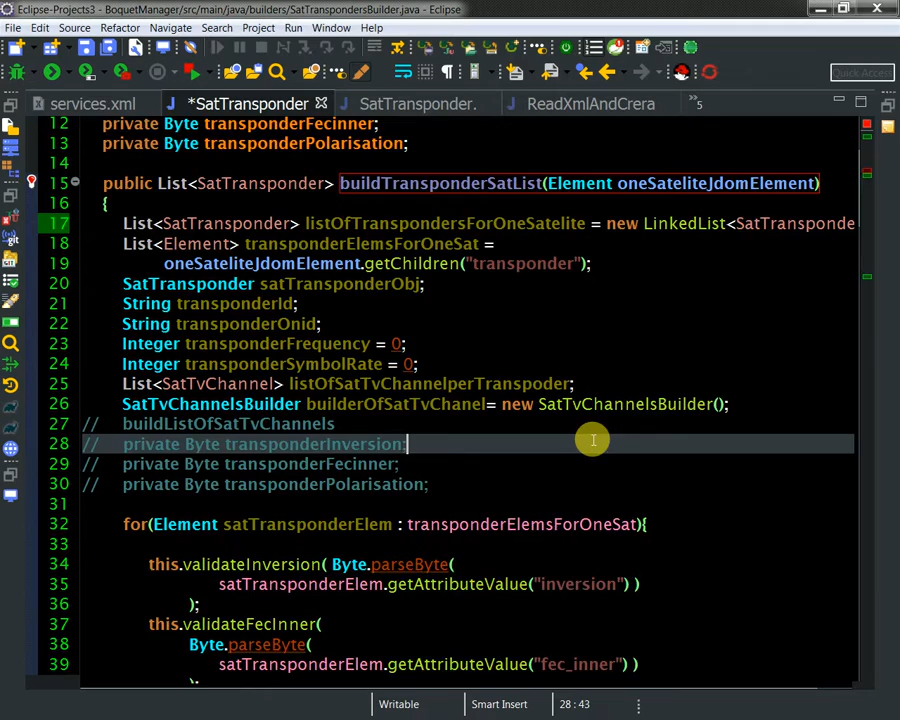 Eclipse-Projects3 - BoquetManager/src/main/java/builders/SatTranspondersBuilder.java - Eclipse
File Edit Source Refactor Navigate Search Project Run Window Help
Quick Access
services.xml *SatTransponder SatTransponder. ReadXmlAndCrera »5
12 private Byte transponderFecinner;
13 private Byte transponderPolarisation;
14
15 public List<SatTransponder> buildTransponderSatList(Element oneSateliteJdomElement)
16 {
17 List<SatTransponder> listOfTranspondersForOneSatelite = new LinkedList<SatTransponde
18 List<Element> transponderElemsForOneSat =
19 oneSateliteJdomElement.getChildren("transponder");
20 SatTransponder satTransponderObj;
21 String transponderId;
22 String transponderOnid;
23 Integer transponderFrequency = 0;
24 Integer transponderSymbolRate = 0;
25 List<SatTvChannel> listOfSatTvChannelperTranspoder;
26 SatTvChannelsBuilder builderOfSatTvChanel= new SatTvChannelsBuilder();
27 // buildListOfSatTvChannels
28 // private Byte transponderInversion;
29 // private Byte transponderFecinner;
30 // private Byte transponderPolarisation;
31
32 for(Element satTransponderElem : transponderElemsForOneSat){
33
34 this.validateInversion( Byte.parseByte(
35 satTransponderElem.getAttributeValue("inversion") )
36 );
37 this.validateFecInner(
38 Byte.parseByte(
39 satTransponderElem.getAttributeValue("fec_inner") )
Writable Smart Insert 28 : 43